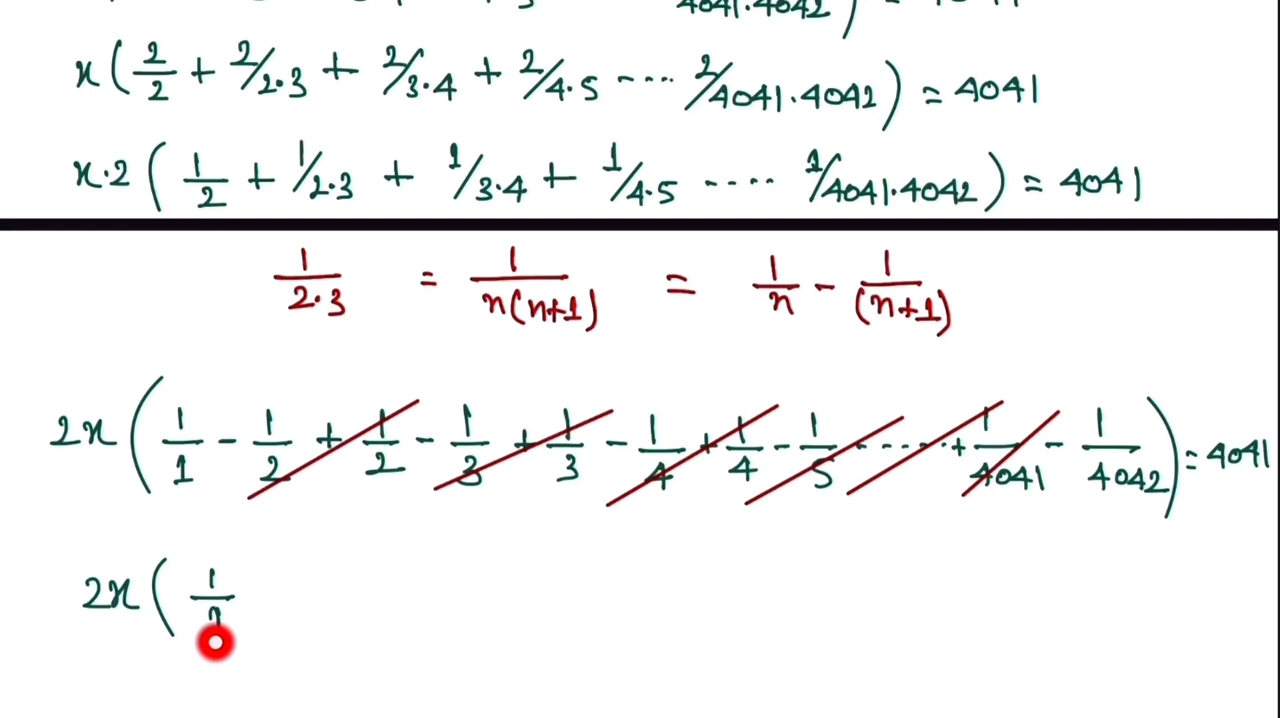 4041.4042)
x(2/2 + 2/2.3 + 2/3.4 + 2/4.5 ---- 2/4041.4042) = 4041
x.2(1/2 + 1/2.3 + 1/3.4 + 1/4.5 ---- 1/4041.4042) = 4041
1/2.3 = 1/n(n+1) = 1/n - 1/(n+1)
2x(1/1 - 1/2 + 1/2 - 1/3 + 1/3 - 1/4 + 1/4 - 1/5 ----- + 1/4041 - 1/4042) = 4041
2x(1/